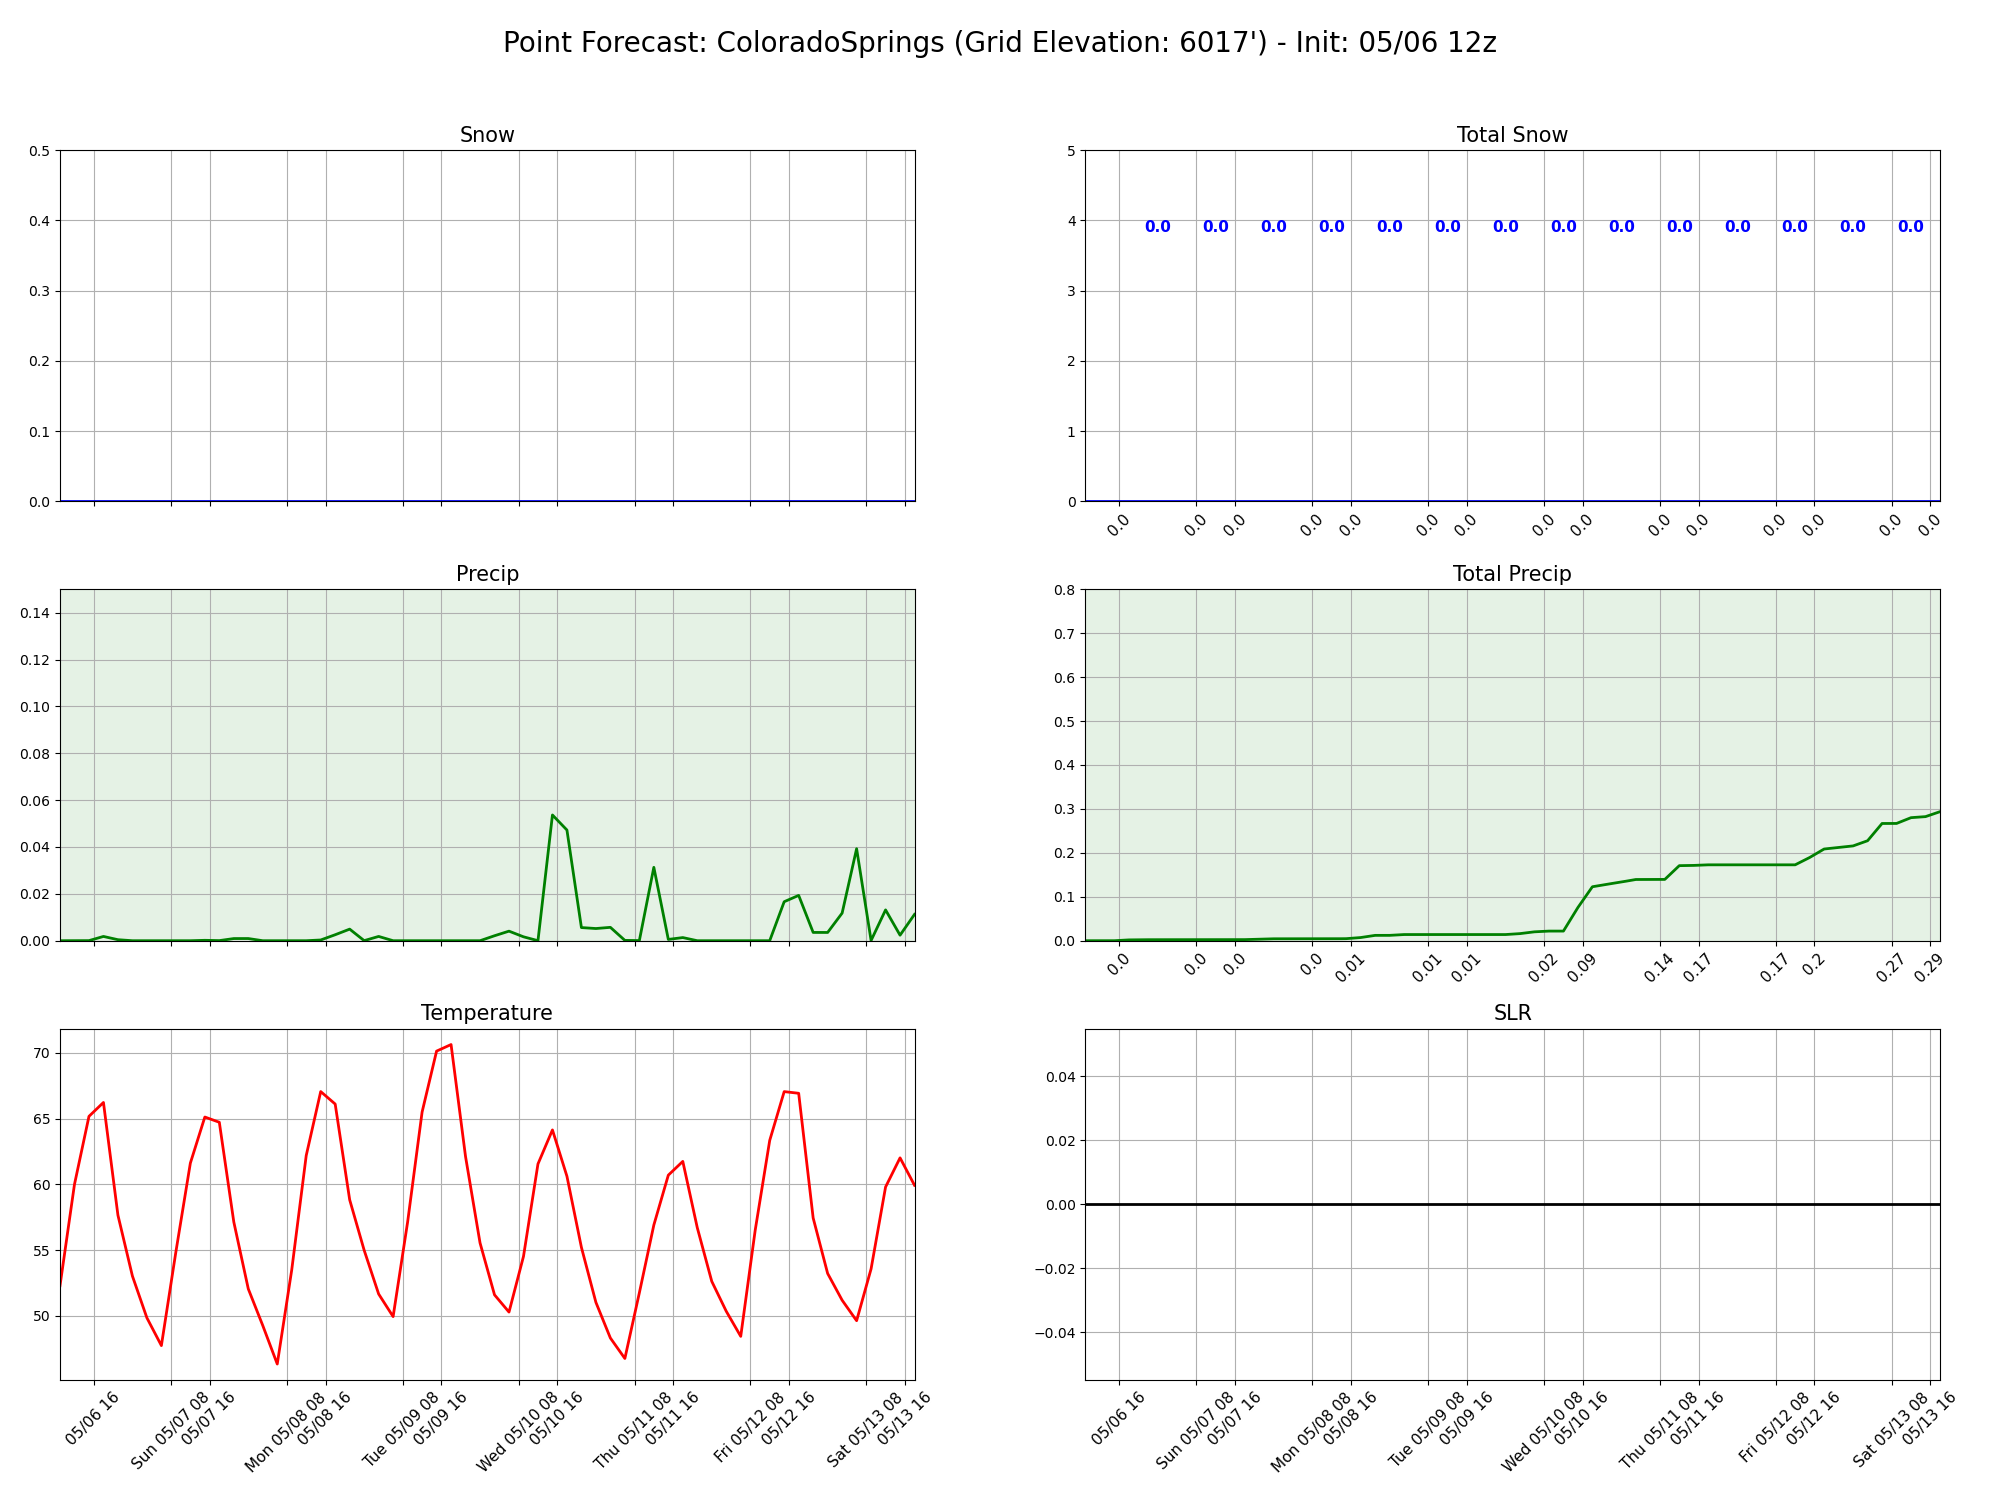 Point Forecast: ColoradoSprings (Grid Elevation: 6017') - Init: 05/06 12z
Snow
0.5
0.4
0.3
0.2
0.1
0.0
Total Snow
5
4
3
2
1
0
0.0 0.0 0.0 0.0 0.0 0.0 0.0 0.0 0.0 0.0 0.0 0.0 0.0 0.0
0.0 0.0 0.0 0.0 0.0 0.0 0.0 0.0 0.0 0.0 0.0 0.0 0.0 0.0 0.0
Precip
0.14
0.12
0.10
0.08
0.06
0.04
0.02
0.00
Total Precip
0.8
0.7
0.6
0.5
0.4
0.3
0.2
0.1
0.0
0.0 0.0 0.0 0.0 0.01 0.01 0.01 0.02 0.09 0.14 0.17 0.17 0.2 0.27 0.29
Temperature
70
65
60
55
50
05/06 16
Sun 05/07 08
05/07 16
Mon 05/08 08
05/08 16
Tue 05/09 08
05/09 16
Wed 05/10 08
05/10 16
Thu 05/11 08
05/11 16
Fri 05/12 08
05/12 16
Sat 05/13 08
05/13 16
SLR
0.04
0.02
0.00
−0.02
−0.04
05/06 16
Sun 05/07 08
05/07 16
Mon 05/08 08
05/08 16
Tue 05/09 08
05/09 16
Wed 05/10 08
05/10 16
Thu 05/11 08
05/11 16
Fri 05/12 08
05/12 16
Sat 05/13 08
05/13 16